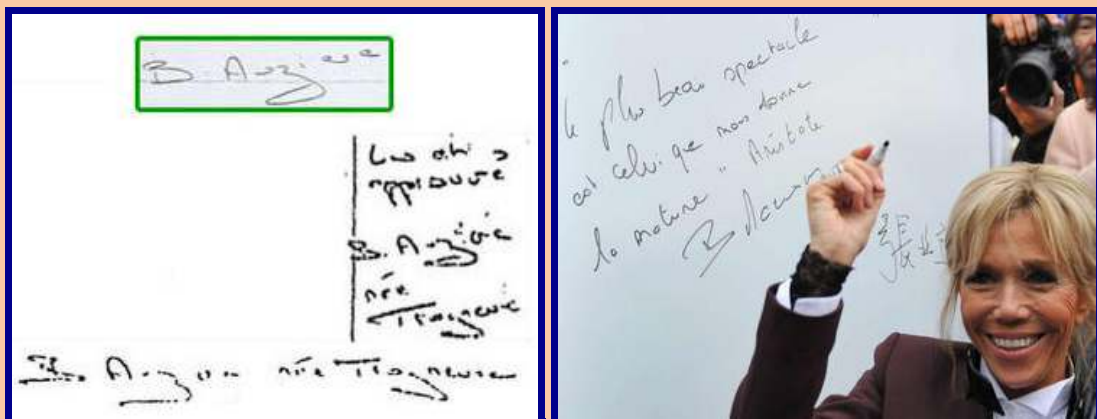 B. Auzière
Lu et
approuvé
B. Auzière
née
Trogneux
B. Auzière née Trogneux
le plus beau spectacle
est celui que nous donne
la nature" Aristote
B Macron